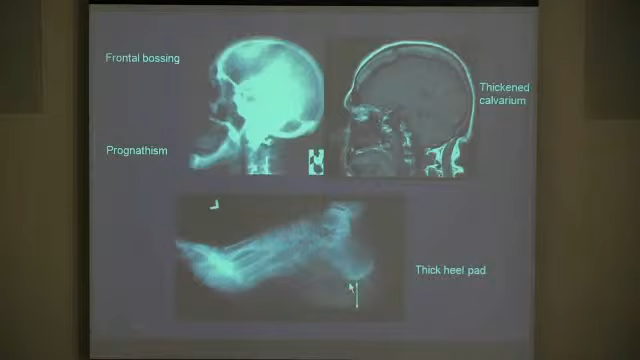 Frontal bossing
Thickened
calvarium
Prognathism
Thick heel pad